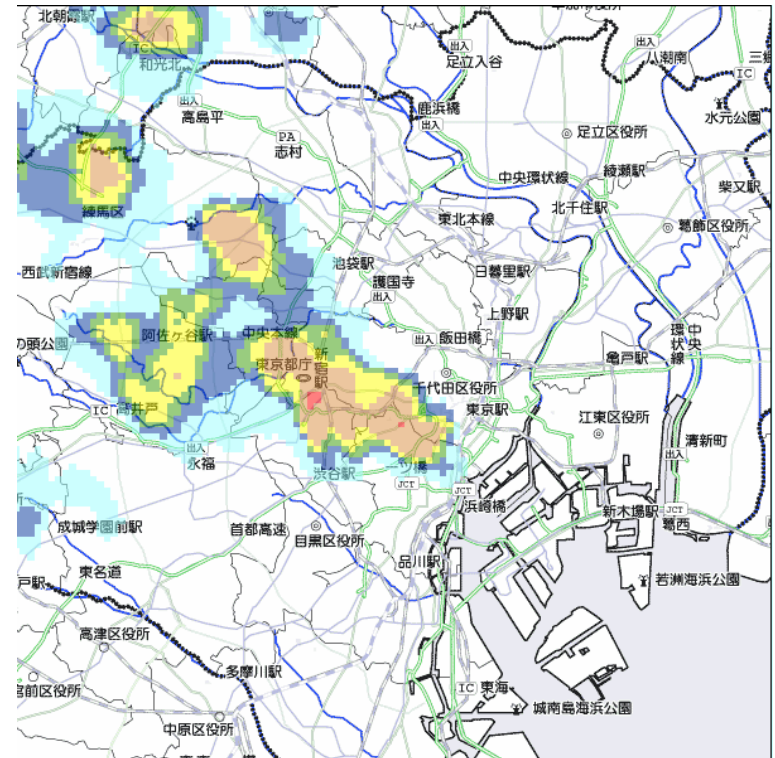 北朝霞駅
出入
出入
八潮南
足立入谷
三郷
IC
和光北
IC
出入
高島平
鹿浜橋
出入
水元公園
PA
志村
足立区役所
中央環状線
綾瀬駅
柴又駅
練馬区
東北本線
北千住駅
葛飾区役所
西武新宿線
池袋駅
護国寺
出入
日暮里駅
上野駅
阿佐ヶ谷駅
中央本線
の頭公園
出入
飯田橋
新宿駅
中央
環状線
亀戸駅
東京都庁
千代田区役所
高井戸
IC
東京駅
江東区役所
清新町
出入
永福
出入
渋谷駅
一ツ橋
JCT
JCT
浜崎橋
新木場駅
JCT
葛西
成城学園前駅
首都高速
目黒区役所
品川駅
東名道
戸駅
若洲海浜公園
高津区役所
多摩川駅
宮前区役所
IC
東海
城南島海浜公園
中原区役所